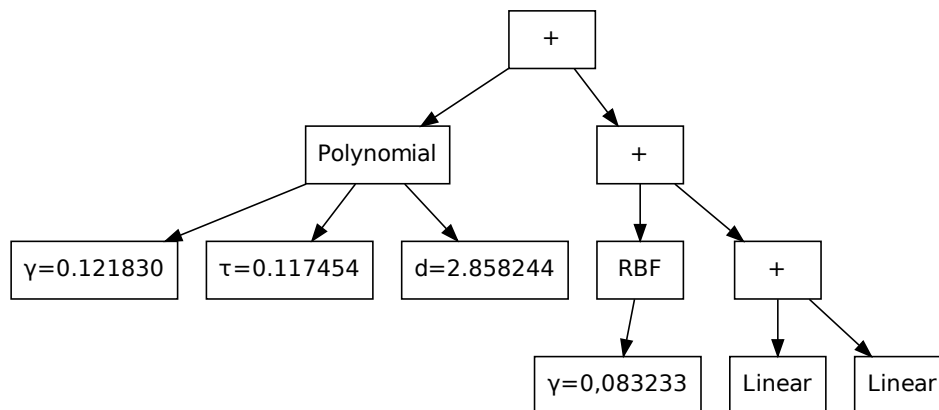 +
Polynomial
+
γ=0.121830
τ=0.117454
d=2.858244
RBF
+
γ=0,083233
Linear
Linear